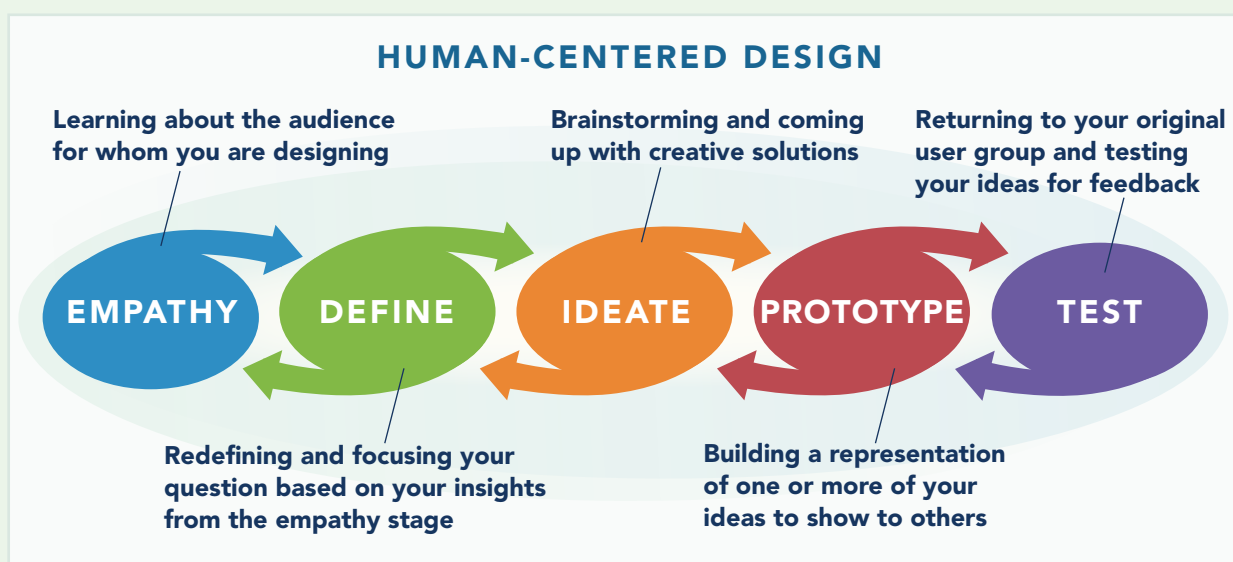 HUMAN-CENTERED DESIGN
Learning about the audience
for whom you are designing
Brainstorming and coming
up with creative solutions
Returning to your original
user group and testing
your ideas for feedback
EMPATHY
DEFINE
IDEATE
PROTOTYPE
TEST
Redefining and focusing your
question based on your insights
from the empathy stage
Building a representation
of one or more of your
ideas to show to others